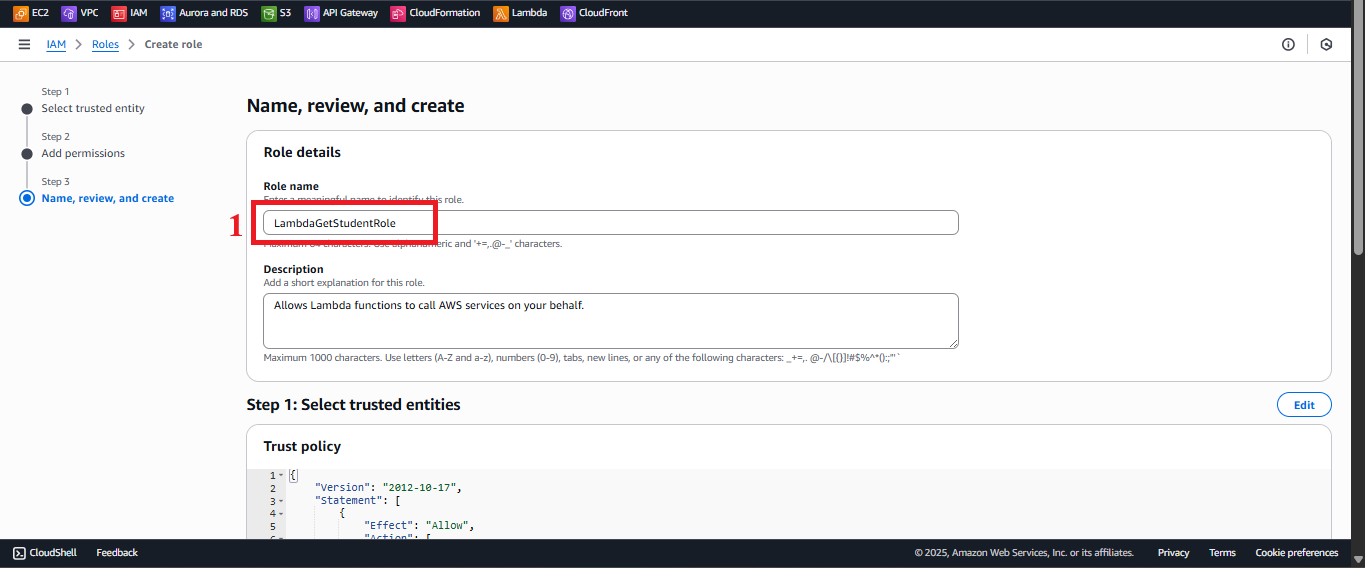 EC2 VPC IAM Aurora and RDS S3 API Gateway CloudFormation Lambda CloudFront
IAM Roles Create role
Step 1
Select trusted entity
Step 2
Add permissions
Step 3
Name, review, and create
Name, review, and create
Role details
Role name
Enter a meaningful name to identify this role.
1
LambdaGetStudentRole
Maximum 64 characters. Use alphanumeric and '+=,.@-_' characters.
Description
Add a short explanation for this role.
Allows Lambda functions to call AWS services on your behalf.
Maximum 1000 characters. Use letters (A-Z and a-z), numbers (0-9), tabs, new lines, or any of the following characters: _+=,. @-/\[{}]!#$%^*();:"'`
Step 1: Select trusted entities
Edit
Trust policy
1 {
2 "Version": "2012-10-17",
3 "Statement": [
4 {
5 "Effect": "Allow",
6 "Action": [
CloudShell Feedback © 2025, Amazon Web Services, Inc. or its affiliates. Privacy Terms Cookie preferences